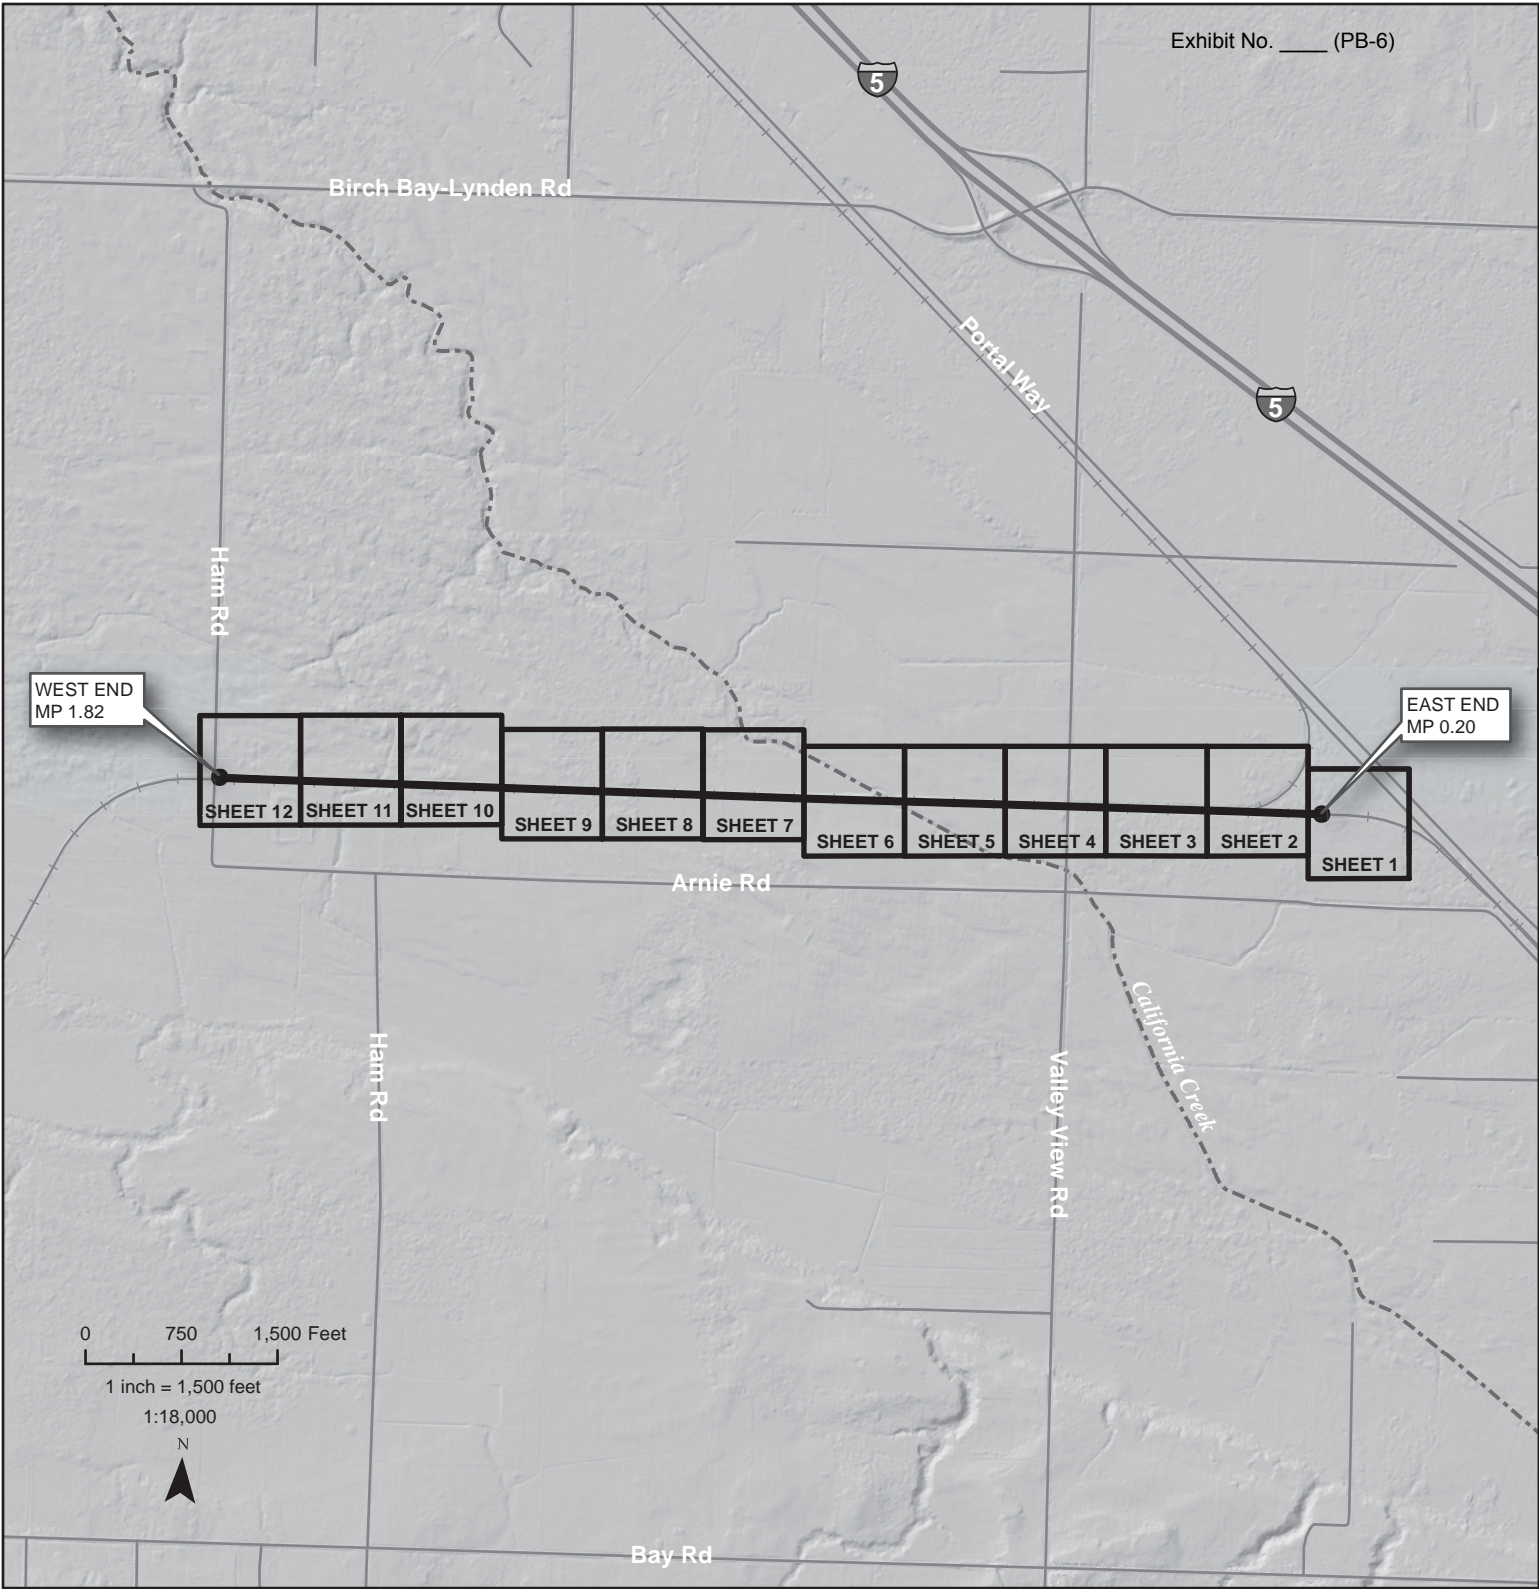 Exhibit No. ____ (PB-6)
5
Birch Bay-Lynden Rd
Portal Way
5
Ham Rd
WEST END
MP 1.82
EAST END
MP 0.20
SHEET 12
SHEET 11
SHEET 10
SHEET 9
SHEET 8
SHEET 7
SHEET 6
SHEET 5
SHEET 4
SHEET 3
SHEET 2
SHEET 1
Arnie Rd
California Creek
Ham Rd
Valley View Rd
0 750 1,500 Feet
1 inch = 1,500 feet
1:18,000
N
Bay Rd